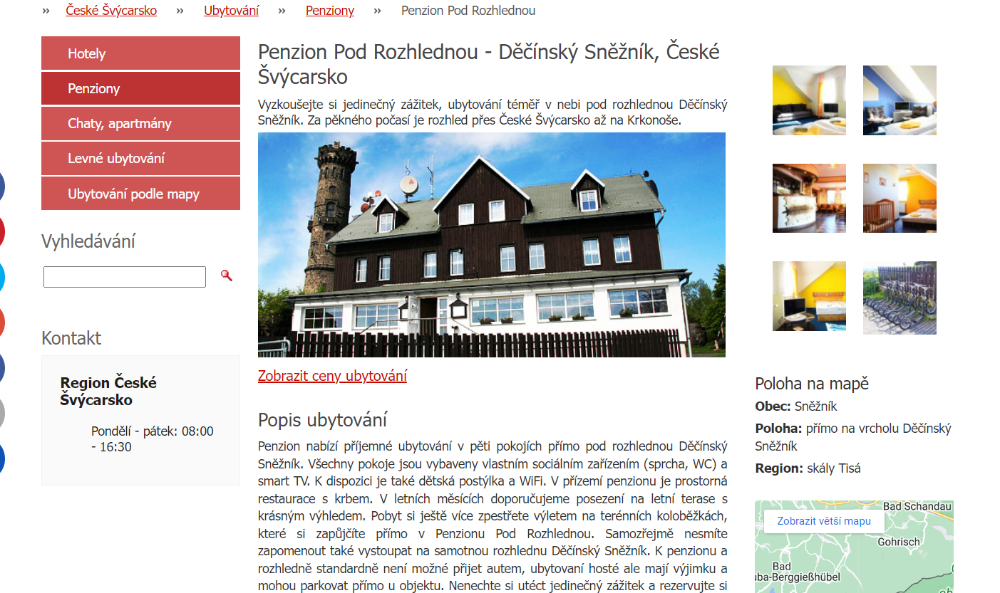 » České Švýcarsko » Ubytování » Penziony » Penzion Pod Rozhlednou
Hotely
Penziony
Chaty, apartmány
Levné ubytování
Ubytování podle mapy
Vyhledávání
Kontakt
Region České
Švýcarsko
Pondělí - pátek: 08:00
- 16:30
Penzion Pod Rozhlednou - Děčínský Sněžník, České
Švýcarsko
Vyzkoušejte si jedinečný zážitek, ubytování téměř v nebi pod rozhlednou Děčínský
Sněžník. Za pěkného počasí je rozhled přes České Švýcarsko až na Krkonoše.
Zobrazit ceny ubytování
Popis ubytování
Penzion nabízí příjemné ubytování v pěti pokojích přímo pod rozhlednou Děčínský
Sněžník. Všechny pokoje jsou vybaveny vlastním sociálním zařízením (sprcha, WC) a
smart TV. K dispozici je také dětská postýlka a WiFi. V přízemí penzionu je prostorná
restaurace s krbem. V letních měsících doporučujeme posezení na letní terase s
krásným výhledem. Pobyt si ještě více zpestřete výletem na terénních koloběžkách,
které si zapůjčíte přímo v Penzionu Pod Rozhlednou. Samozřejmě nesmíte
zapomenout také vystoupat na samotnou rozhlednu Děčínský Sněžník. K penzionu a
rozhledně standardně není možné přijet autem, ubytovaní hosté ale mají výjimku a
mohou parkovat přímo u objektu. Nenechte si utéct jedinečný zážitek a rezervujte si
Poloha na mapě
Obec: Sněžník
Poloha: přímo na vrcholu Děčínský
Sněžník
Region: skály Tisá
Bad Schandau
Zobrazit větší mapu
Gohrisch
Bad
uba-Berggießhübel